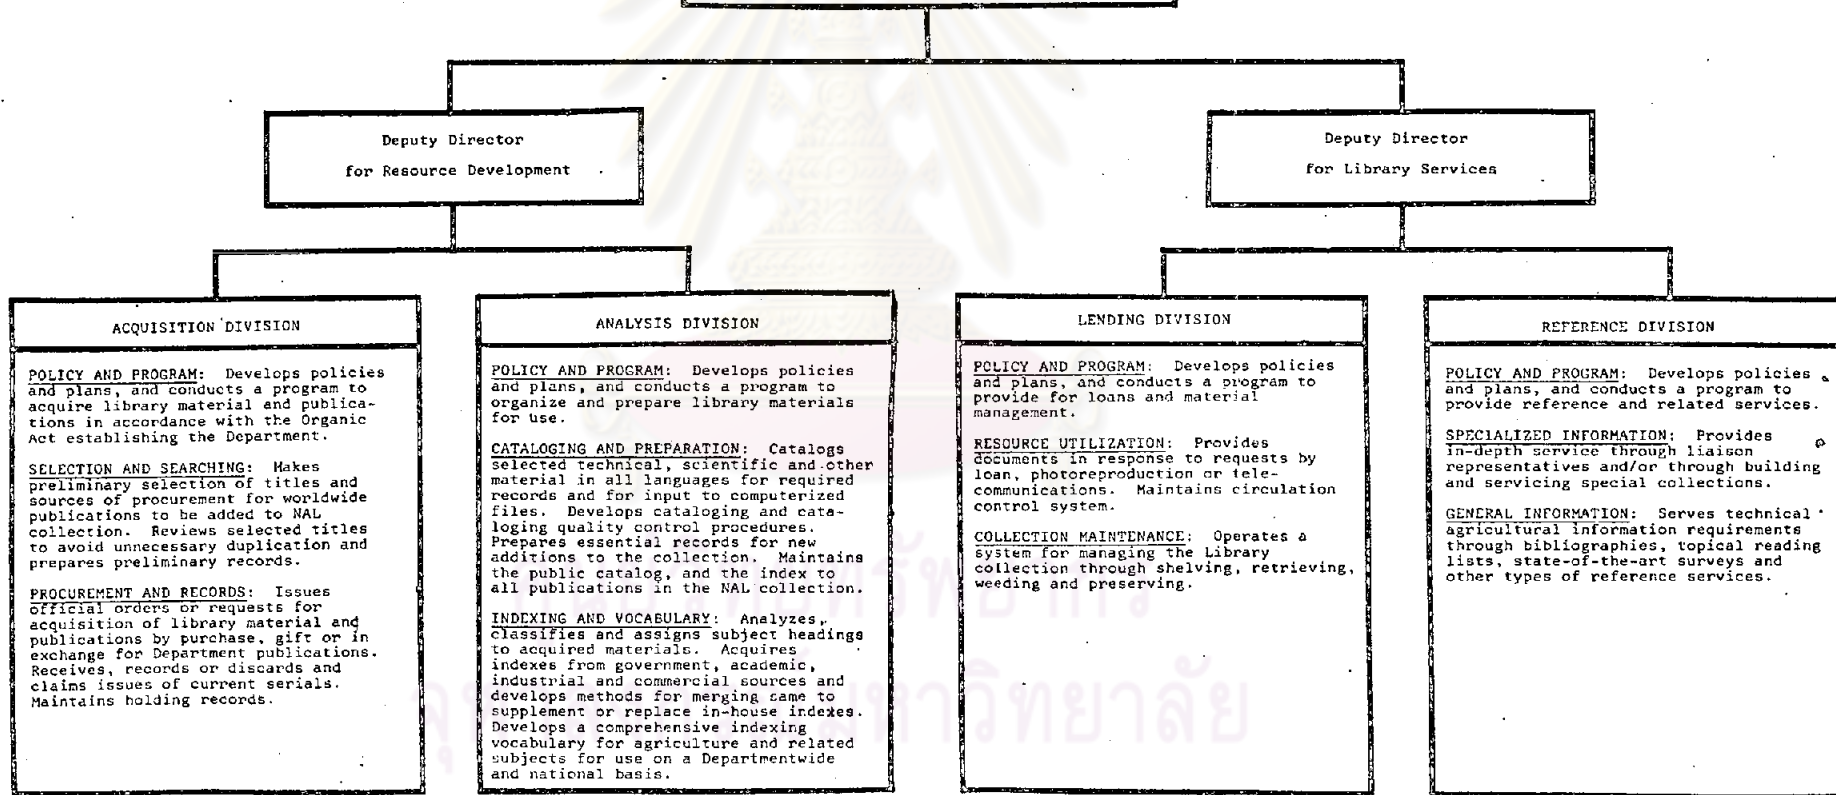 Deputy Director
for Resource Development
Deputy Director
for Library Services
ACQUISITION DIVISION
POLICY AND PROGRAM: Develops policies
and plans, and conducts a program to
acquire library material and publica-
tions in accordance with the Organic
Act establishing the Department.
SELECTION AND SEARCHING: Makes
preliminary selection of titles and
sources of procurement for worldwide
publications to be added to NAL
collection. Reviews selected titles
to avoid unnecessary duplication and
prepares preliminary records.
PROCUREMENT AND RECORDS: Issues
official orders or requests for
acquisition of library material and
publications by purchase, gift or in
exchange for Department publications.
Receives, records or discards and
claims issues of current serials.
Maintains holding records.
ANALYSIS DIVISION
POLICY AND PROGRAM: Develops policies
and plans, and conducts a program to
organize and prepare library materials
for use.
CATALOGING AND PREPARATION: Catalogs
selected technical, scientific and other
material in all languages for required
records and for input to computerized
files. Develops cataloging and cata-
loging quality control procedures.
Prepares essential records for new
additions to the collection. Maintains
the public catalog, and the index to
all publications in the NAL collection.
INDEXING AND VOCABULARY: Analyzes,
classifies and assigns subject headings
to acquired materials. Acquires
indexes from government, academic,
industrial and commercial sources and
develops methods for merging same to
supplement or replace in-house indexes.
Develops a comprehensive indexing
vocabulary for agriculture and related
subjects for use on a Departmentwide
and national basis.
LENDING DIVISION
POLICY AND PROGRAM: Develops policies
and plans, and conducts a program to
provide for loans and material
management.
RESOURCE UTILIZATION: Provides
documents in response to requests by
loan, photoreproduction or tele-
communications. Maintains circulation
control system.
COLLECTION MAINTENANCE: Operates a
system for managing the Library
collection through shelving, retrieving,
weeding and preserving.
REFERENCE DIVISION
POLICY AND PROGRAM: Develops policies
and plans, and conducts a program to
provide reference and related services.
SPECIALIZED INFORMATION: Provides
in-depth service through liaison
representatives and/or through building
and servicing special collections.
GENERAL INFORMATION: Serves technical
agricultural information requirements
through bibliographies, topical reading
lists, state-of-the-art surveys and
other types of reference services.